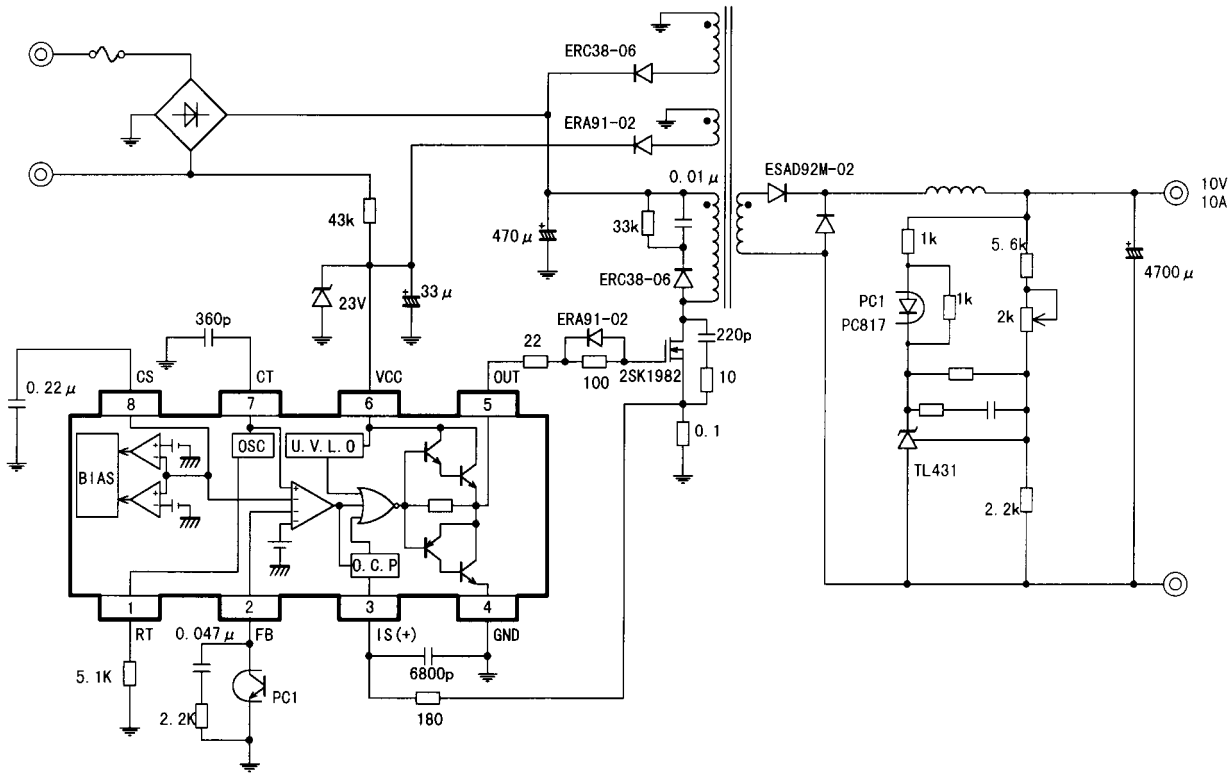 ERC38-06
ERA91-02
ESAD92M-02
0.01μ
10V
10A
43k
470μ
33k
1k
5.6k
4700μ
23V
33μ
ERC38-06
PC1
PC817
1k
2k
360p
ERA91-02
220p
22
100
2SK1982
10
0.22μ
CS
CT
VCC
OUT
8
7
6
5
0.1
OSC
U.V.L.O
BIAS
TL431
2.2k
O.C.P
1
2
3
4
RT
0.047μ
FB
IS(+)
GND
6800p
5.1K
PC1
2.2K
180